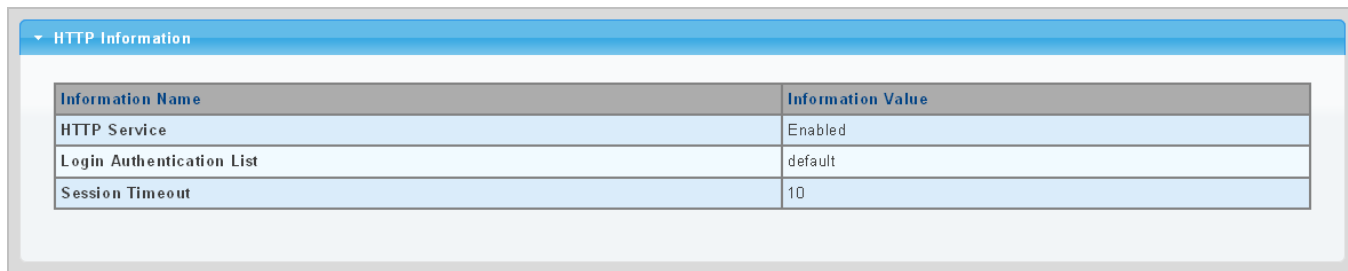 HTTP Information
Information Name Information Value
HTTP Service Enabled
Login Authentication List default
Session Timeout 10